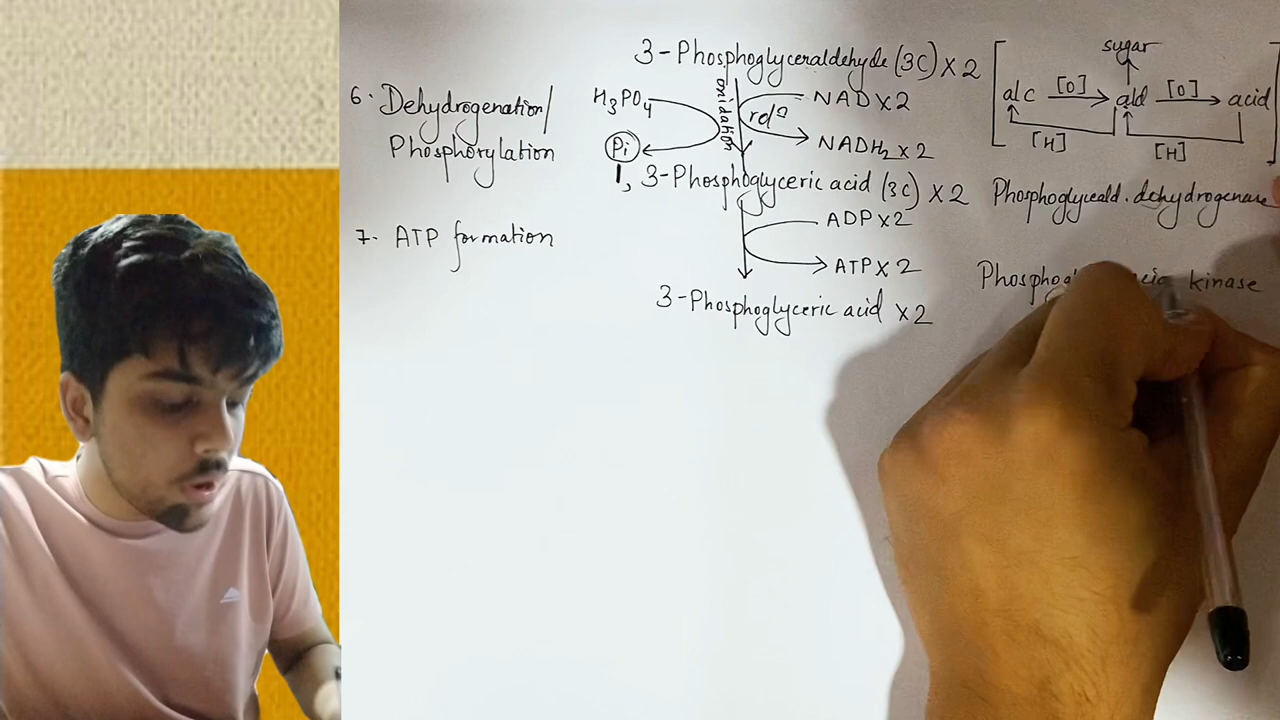 3-Phosphoglyceraldehyde (3C) X 2
6. Dehydrogenation/
Phosphorylation
H3PO4
Pi
oxidation
NAD X 2
redⁿ
NADH2 X 2
1, 3-Phosphoglyceric acid (3C) X 2
Phosphoglyceald. dehydrogenase
sugar
alc [O] ald [O] acid
[H] [H]
7. ATP formation
ADP X 2
ATP X 2
3-Phosphoglyceric acid X 2
kinase